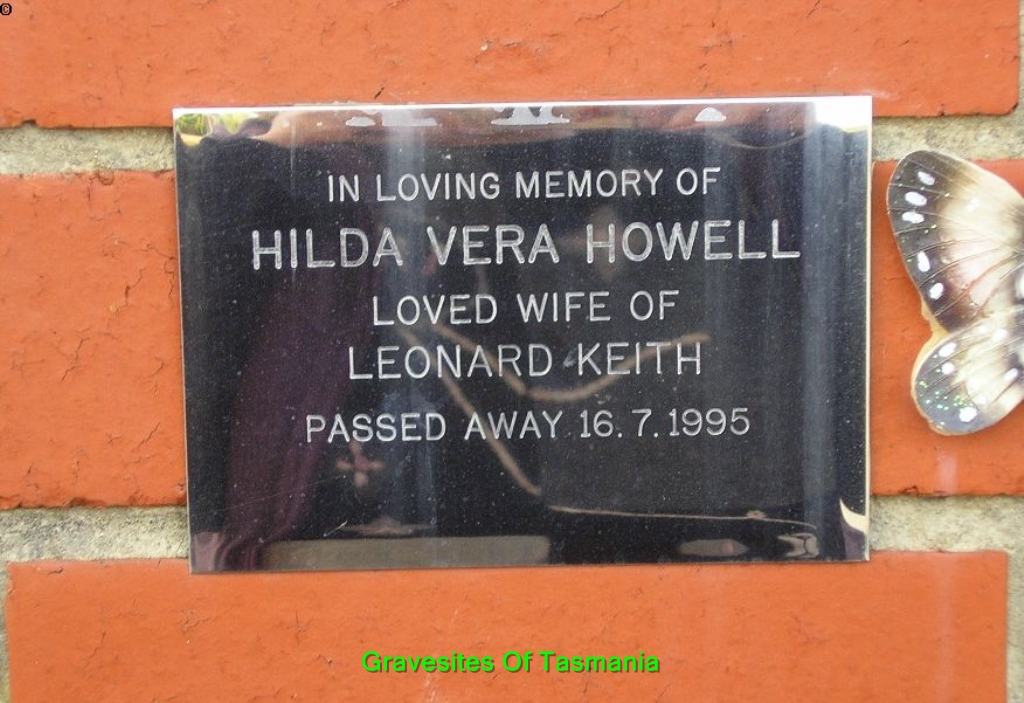 ©
IN LOVING MEMORY OF
HILDA VERA HOWELL
LOVED WIFE OF
LEONARD KEITH
PASSED AWAY 16.7.1995
Gravesites Of Tasmania